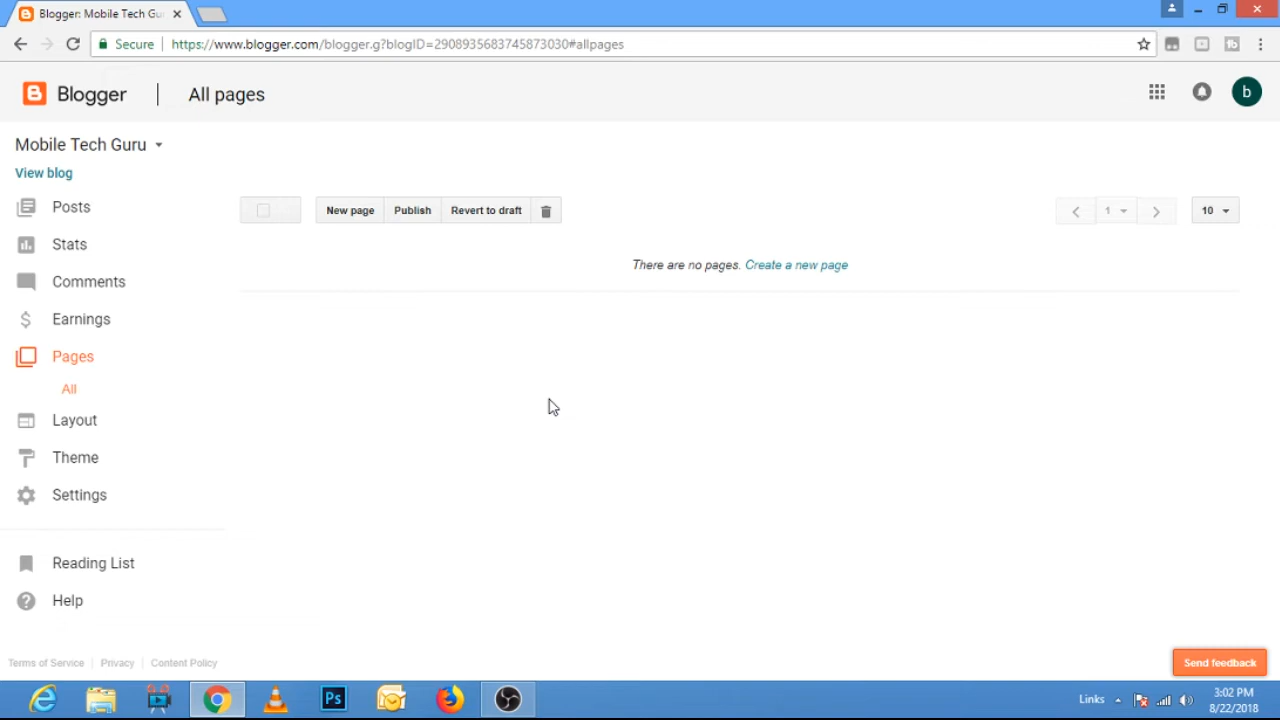 Blogger: Mobile Tech Gu
Secure https://www.blogger.com/blogger.g?blogID=2908935683745873030#allpages
Blogger | All pages
b
Mobile Tech Guru
View blog
Posts
Stats
Comments
Earnings
Pages
All
Layout
Theme
Settings
Reading List
Help
New page Publish Revert to draft
1
10
There are no pages. Create a new page
Terms of Service | Privacy | Content Policy
Send feedback
Ps
Links
3:02 PM
8/22/2018